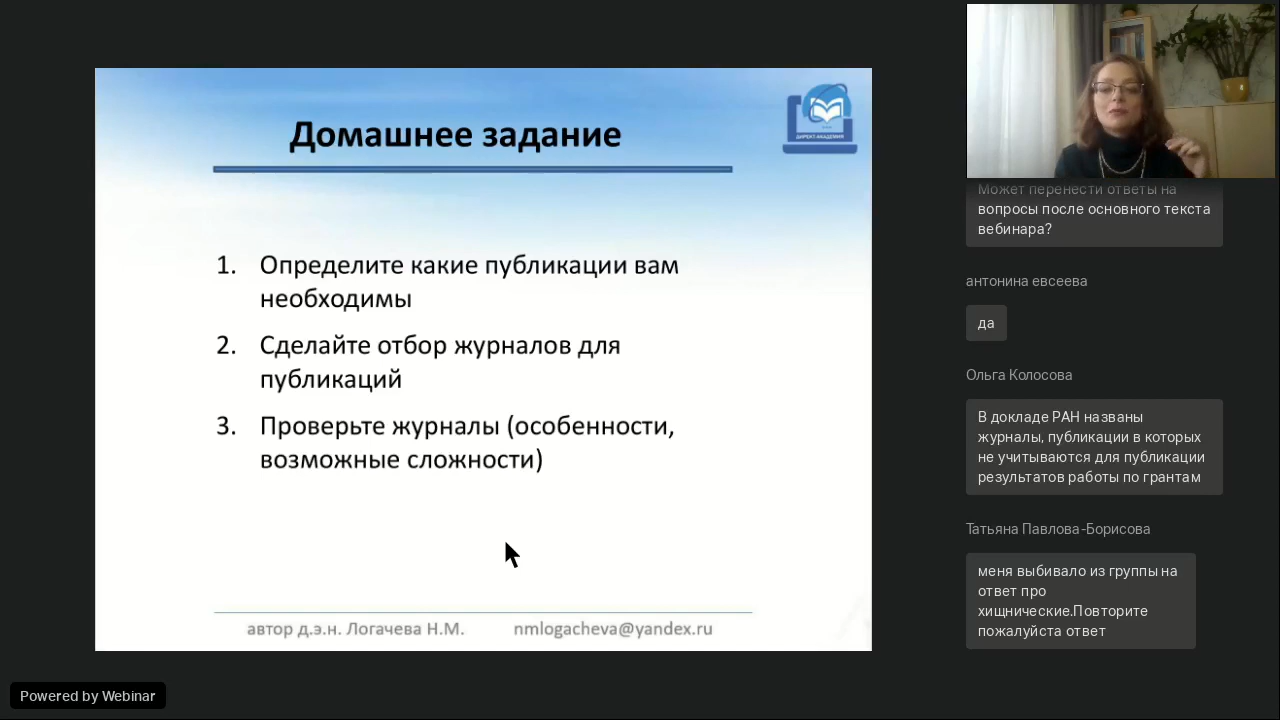 Домашнее задание
ДИРЕКТ-АКАДЕМИЯ
1. Определите какие публикации вам
необходимы
2. Сделайте отбор журналов для
публикаций
3. Проверьте журналы (особенности,
возможные сложности)
автор д.э.н. Логачева Н.М. nmlogacheva@yandex.ru
Может перенести ответы на
вопросы после основного текста
вебинара?
антонина евсеева
да
Ольга Колосова
В докладе РАН названы
журналы, публикации в которых
не учитываются для публикации
результатов работы по грантам
Татьяна Павлова-Борисова
меня выбивало из группы на
ответ про
хищнические.Повторите
пожалуйста ответ
Powered by Webinar